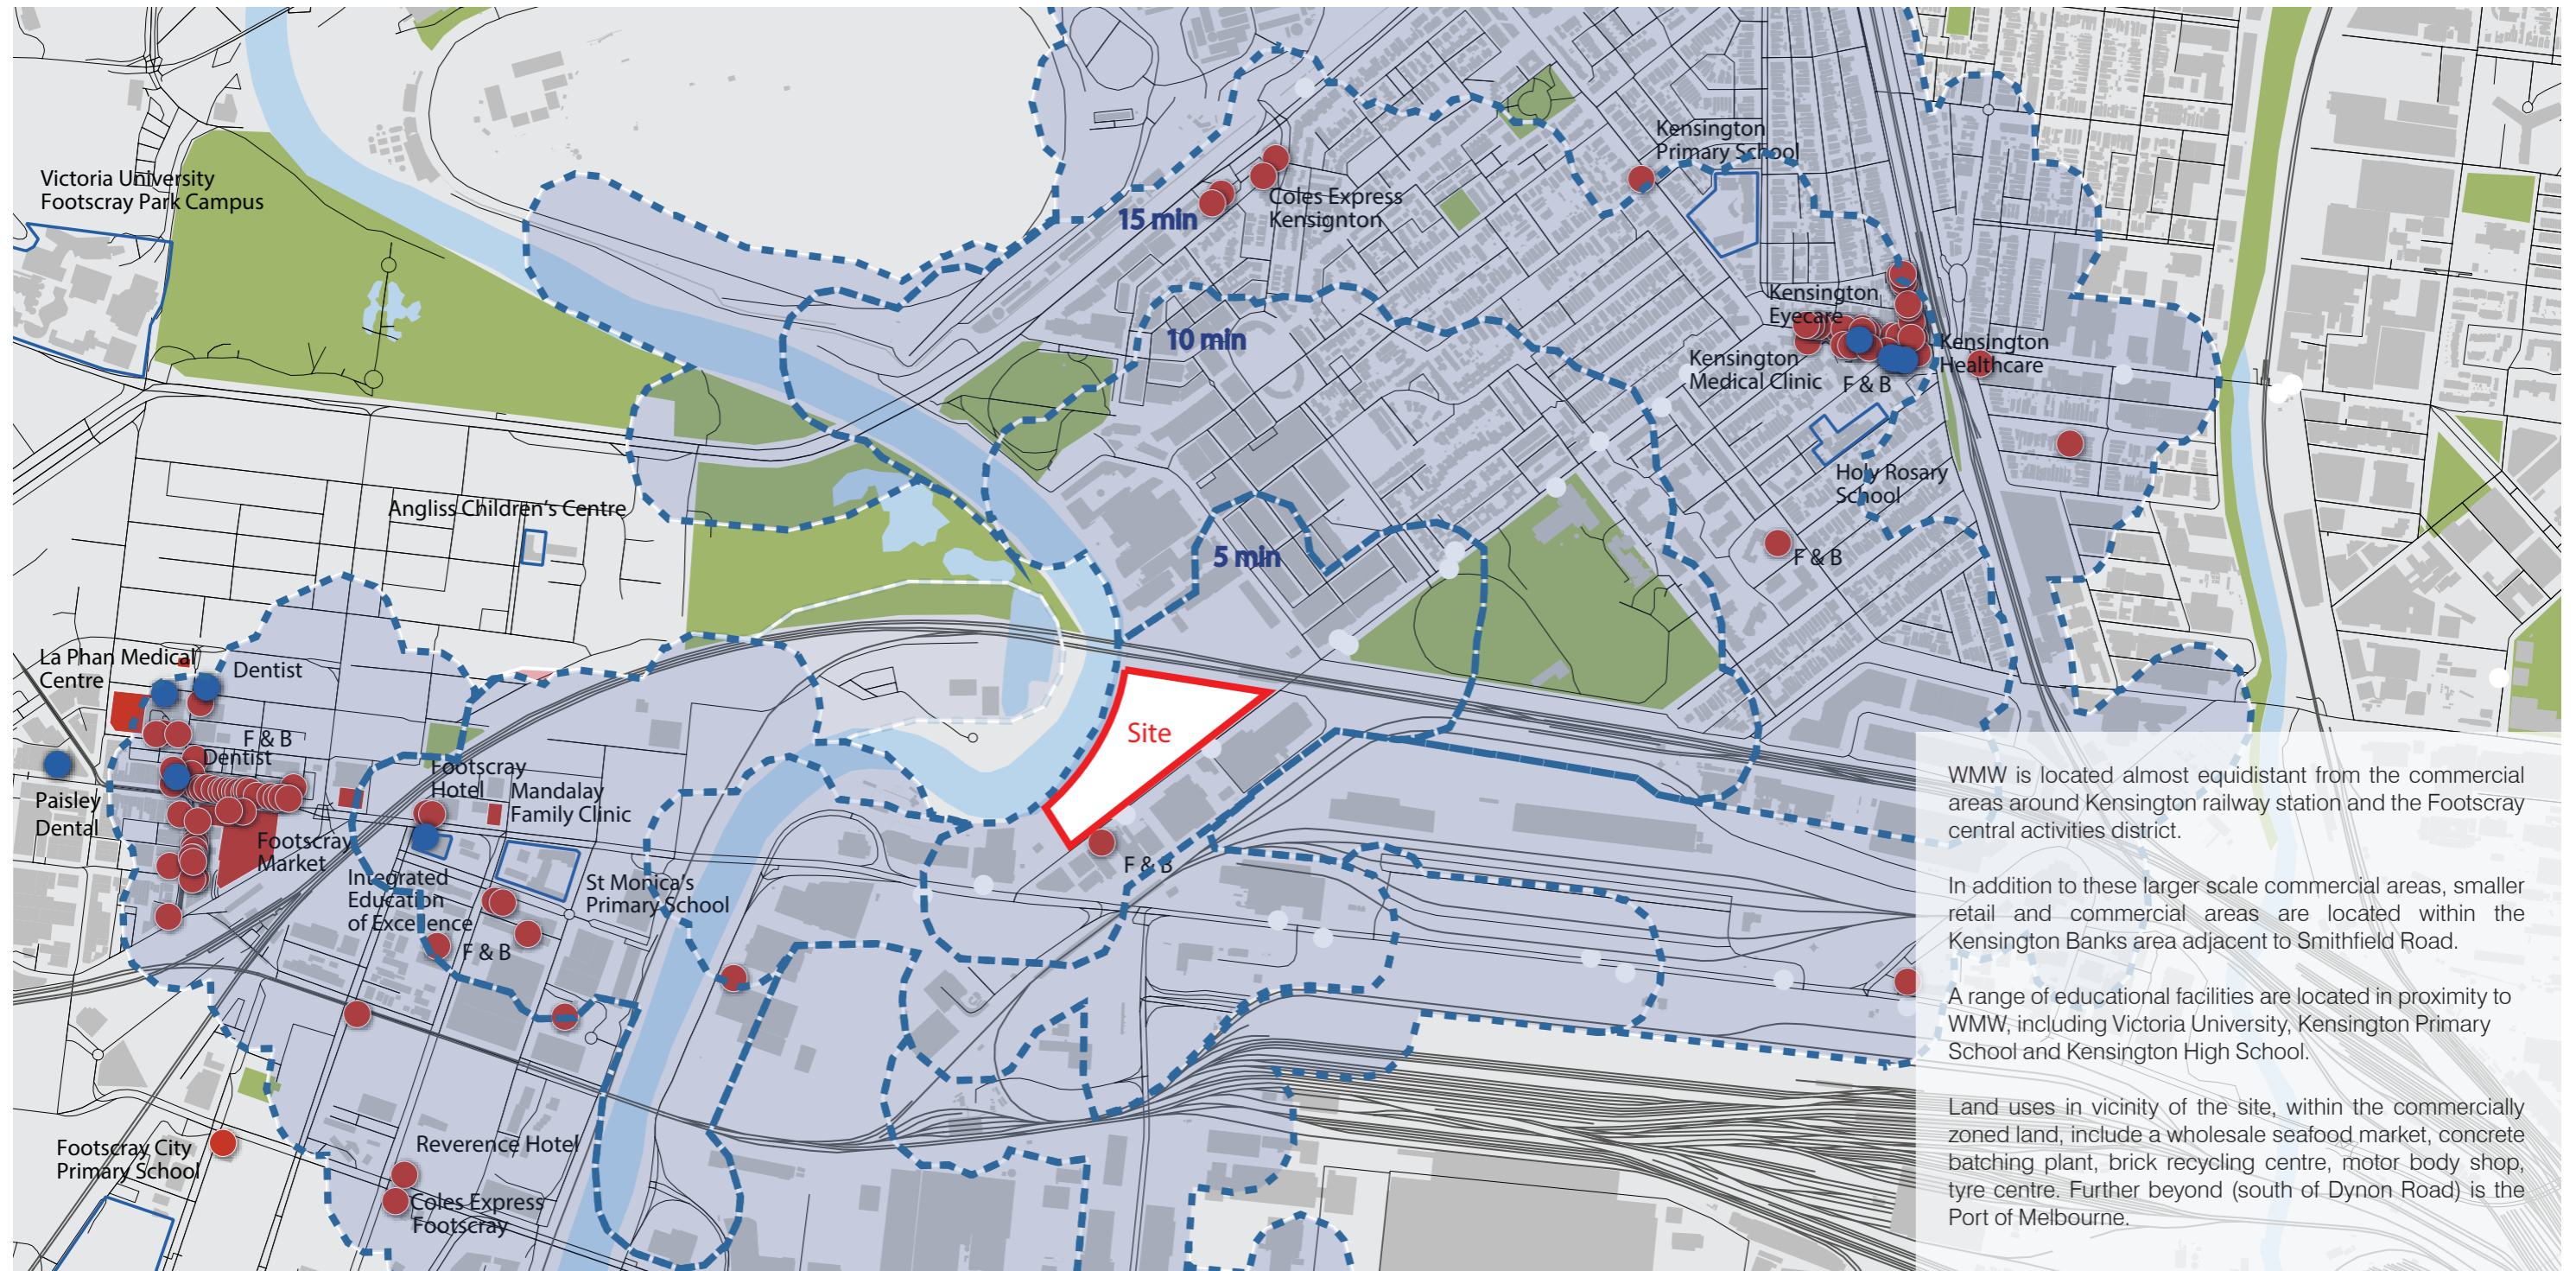 Victoria University
Footscray Park Campus
Kensington
Primary School
Coles Express
Kensignton
15 min
10 min
5 min
Kensington
Eyecare
Kensington
Healthcare
Kensington
Medical Clinic
F & B
Holy Rosary
School
F & B
Angliss Children's Centre
La Phan Medical
Centre
Dentist
F & B
Dentist
Paisley
Dental
Footscray
Hotel
Mandalay
Family Clinic
Footscray
Market
Integrated
Education
of Excellence
F & B
St Monica's
Primary School
Site
F & B
Footscray City
Primary School
Reverence Hotel
Coles Express
Footscray
WMW is located almost equidistant from the commercial
areas around Kensington railway station and the Footscray
central activities district.
In addition to these larger scale commercial areas, smaller
retail and commercial areas are located within the
Kensington Banks area adjacent to Smithfield Road.
A range of educational facilities are located in proximity to
WMW, including Victoria University, Kensington Primary
School and Kensington High School.
Land uses in vicinity of the site, within the commercially
zoned land, include a wholesale seafood market, concrete
batching plant, brick recycling centre, motor body shop,
tyre centre. Further beyond (south of Dynon Road) is the
Port of Melbourne.